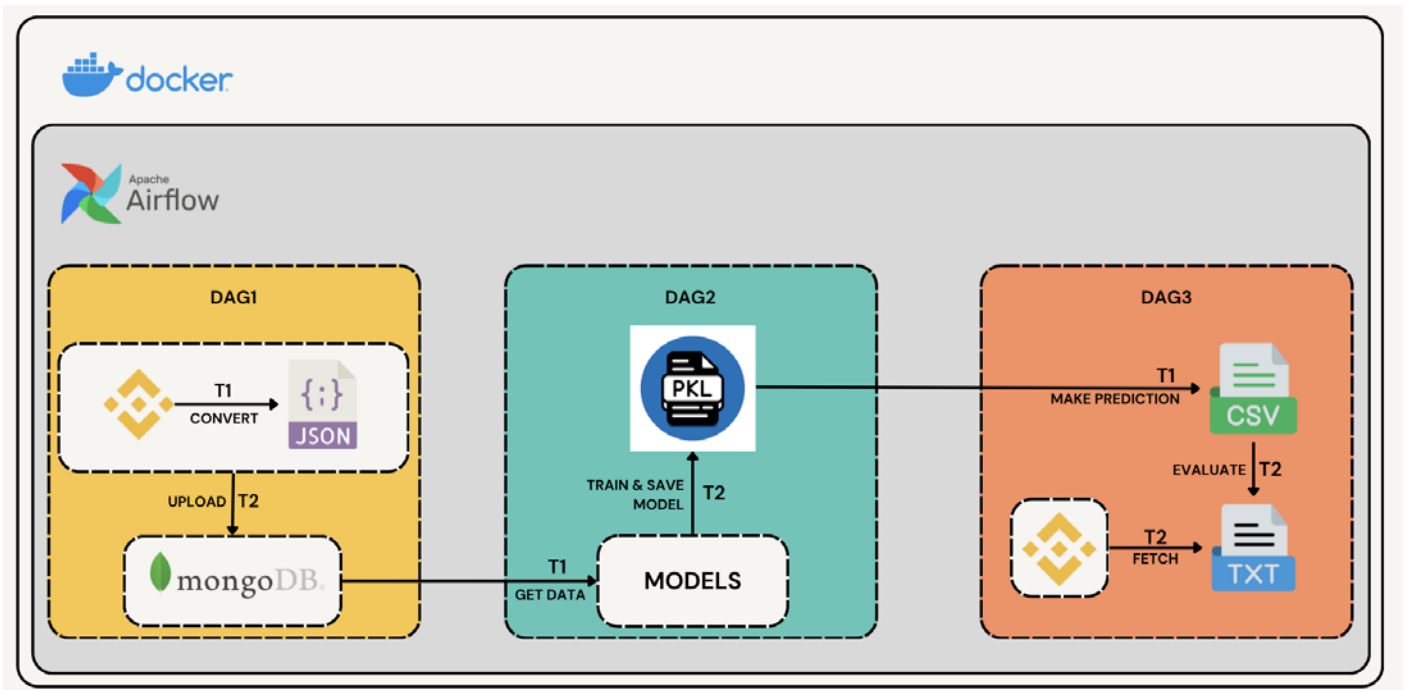 docker
Apache
Airflow
DAG1
T1
CONVERT
{;}
JSON
UPLOAD T2
mongoDB.
DAG2
PKL
TRAIN & SAVE
MODEL
T2
T1
GET DATA
MODELS
DAG3
T1
MAKE PREDICTION
CSV
EVALUATE T2
T2
FETCH
TXT